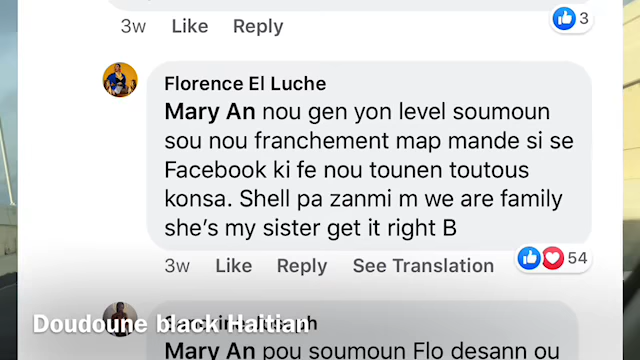 3w Like Reply 3
Florence El Luche
Mary An nou gen yon level soumoun
sou nou franchement map mande si se
Facebook ki fe nou tounen toutous
konsa. Shell pa zanmi m we are family
she's my sister get it right B
3w Like Reply See Translation 54
Doudoune black Haitian
Mary An pou soumoun Flo desann ou